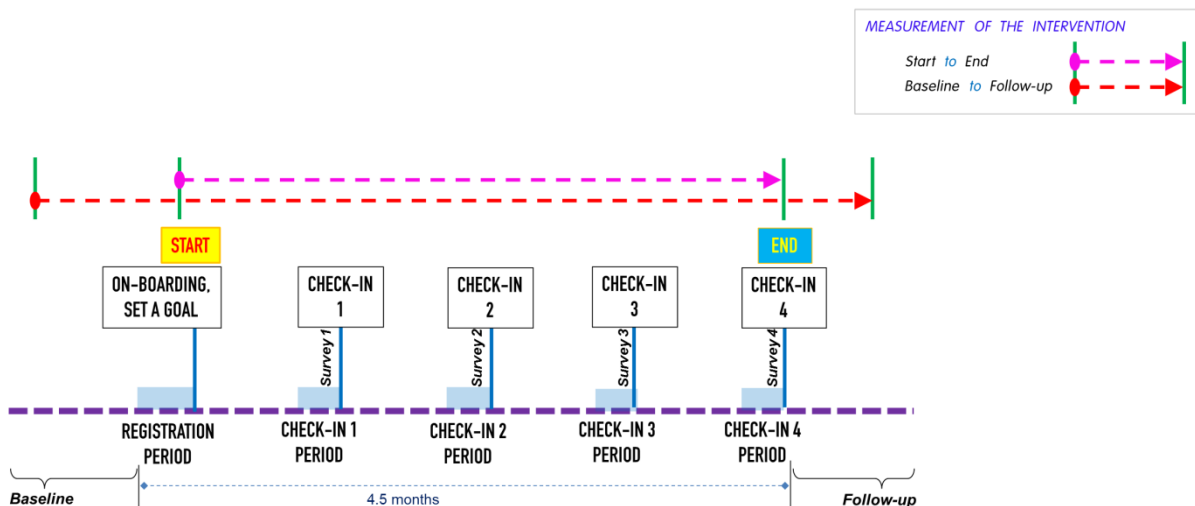 MEASUREMENT OF THE INTERVENTION
Start to End
Baseline to Follow-up
START
END
ON-BOARDING,
SET A GOAL
CHECK-IN
1
CHECK-IN
2
CHECK-IN
3
CHECK-IN
4
Survey 1
Survey 2
Survey 3
Survey 4
REGISTRATION
PERIOD
CHECK-IN 1
PERIOD
CHECK-IN 2
PERIOD
CHECK-IN 3
PERIOD
CHECK-IN 4
PERIOD
Baseline
4.5 months
Follow-up